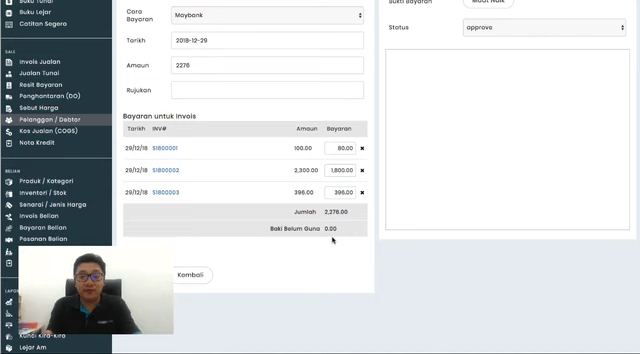 Buku Tunai
Buku Lejar
Catitan Segera
SALE
Invois Jualan
Jualan Tunai
Resit Bayaran
Penghantaran (DO)
Sebut Harga
Pelanggan / Debtor
Kos Jualan (COGS)
Nota Kredit
BELIAN
Produk / Kategori
Inventori / Stok
Senarai / Jenis Harga
Invois Belian
Bayaran Belian
Pesanan Belian
Kunci Kira-Kira
Lejar Am
Cara Bayaran
Maybank
Tarikh
2018-12-29
Amaun
2276
Rujukan
Bayaran untuk Invois
Tarikh INV# Amaun Bayaran
29/12/18 S1800001 100.00 80.00
28/12/18 S1800002 2,300.00 1,800.00
29/12/18 S1800003 396.00 396.00
Jumlah 2,276.00
Baki Belum Guna 0.00
Kembali
Bukti Bayaran
Muat Naik
Status
approve